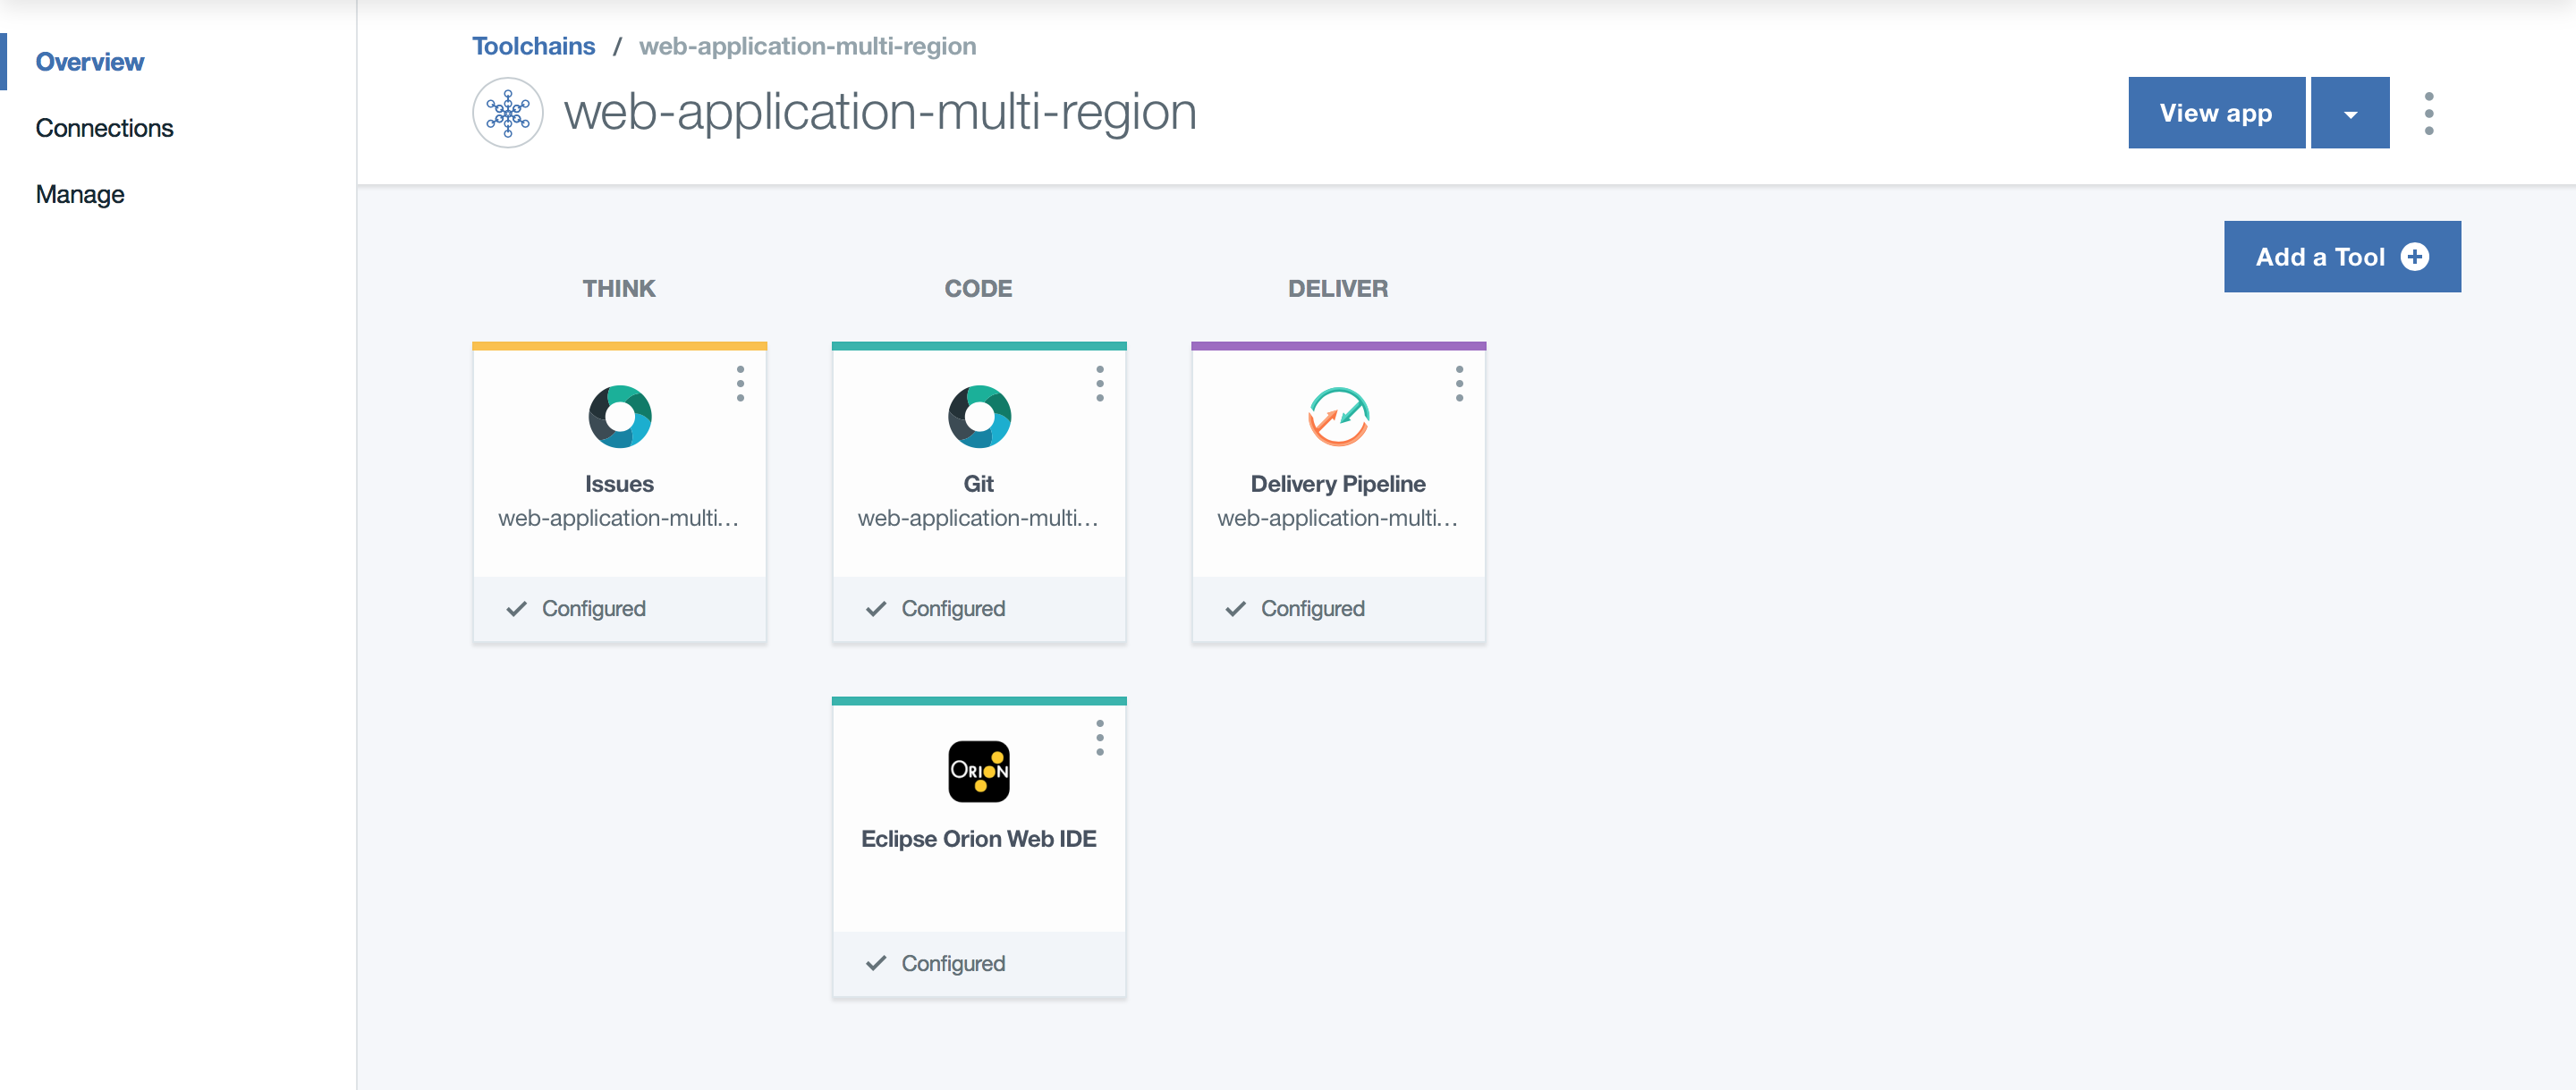 Overview
Connections
Manage
Toolchains / web-application-multi-region
web-application-multi-region
View app
Add a Tool
THINK
CODE
DELIVER
Issues
web-application-multi...
Configured
Git
web-application-multi...
Configured
Delivery Pipeline
web-application-multi...
Configured
ORION
Eclipse Orion Web IDE
Configured